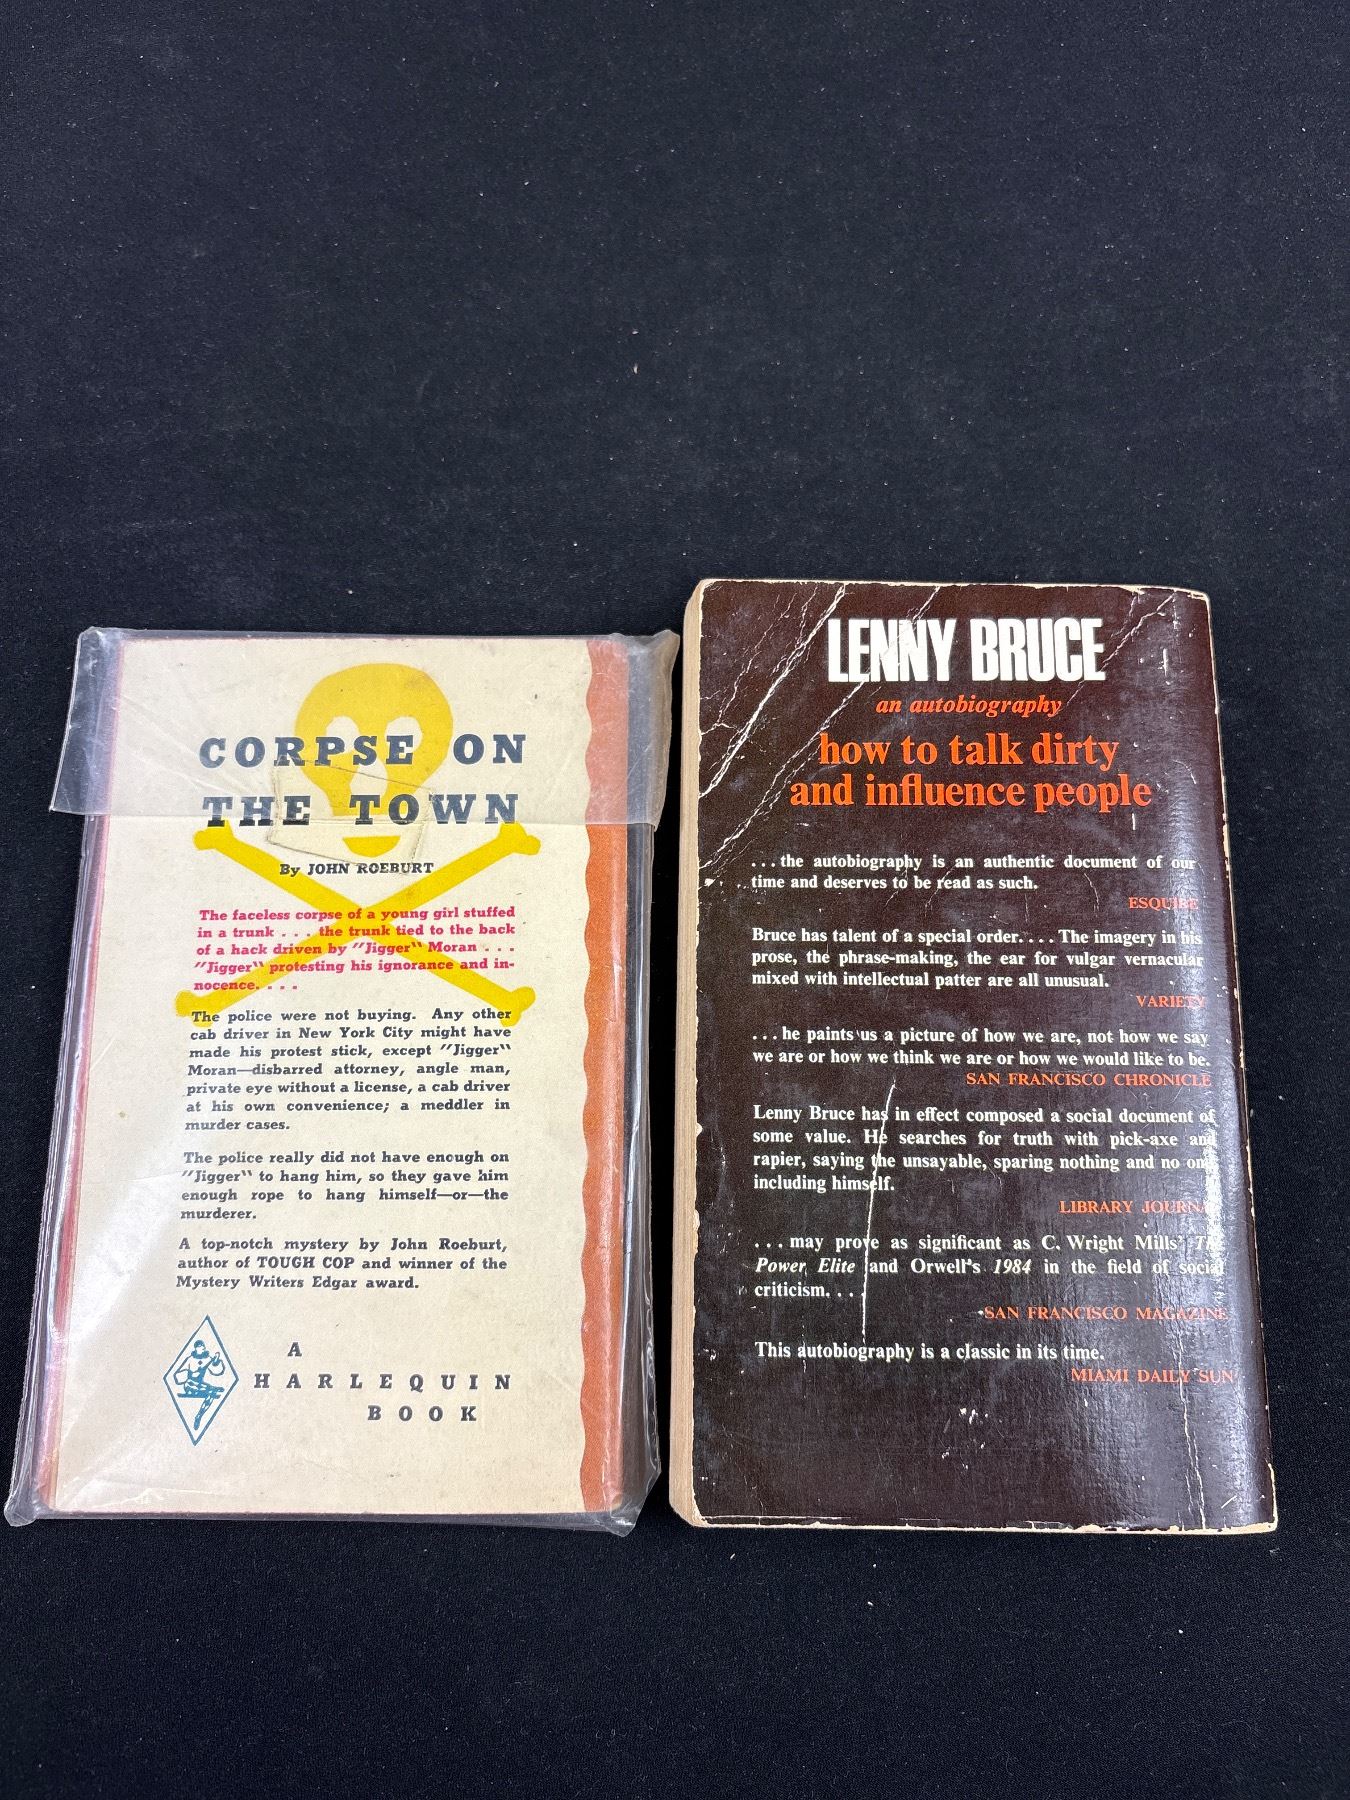 CORPSE ON
THE TOWN
By JOHN ROEBURT
The faceless corpse of a young girl stuffed
in a trunk . . . the trunk tied to the back
of a hack driven by "Jigger" Moran . . .
"Jigger" protesting his ignorance and in-
nocence. . . .
The police were not buying. Any other
cab driver in New York City might have
made his protest stick, except "Jigger"
Moran—disbarred attorney, angle man,
private eye without a license, a cab driver
at his own convenience; a meddler in
murder cases.
The police really did not have enough on
"Jigger" to hang him, so they gave him
enough rope to hang himself—or—the
murderer.
A top-notch mystery by John Roeburt,
author of TOUGH COP and winner of the
Mystery Writers Edgar award.
A
HARLEQUIN
BOOK
LENNY BRUCE
an autobiography
how to talk dirty
and influence people
. . . the autobiography is an authentic document of our
time and deserves to be read as such.
ESQUIRE
Bruce has talent of a special order. . . . The imagery in his
prose, the phrase-making, the ear for vulgar vernacular
mixed with intellectual patter are all unusual.
VARIETY
. . . he paints us a picture of how we are, not how we say
we are or how we think we are or how we would like to be.
SAN FRANCISCO CHRONICLE
Lenny Bruce has in effect composed a social document of
some value. He searches for truth with pick-axe and
rapier, saying the unsayable, sparing nothing and no one
including himself.
LIBRARY JOURNAL
. . . may prove as significant as C. Wright Mills' The
Power Elite and Orwell's 1984 in the field of social
criticism. . . .
SAN FRANCISCO MAGAZINE
This autobiography is a classic in its time.
MIAMI DAILY SUN